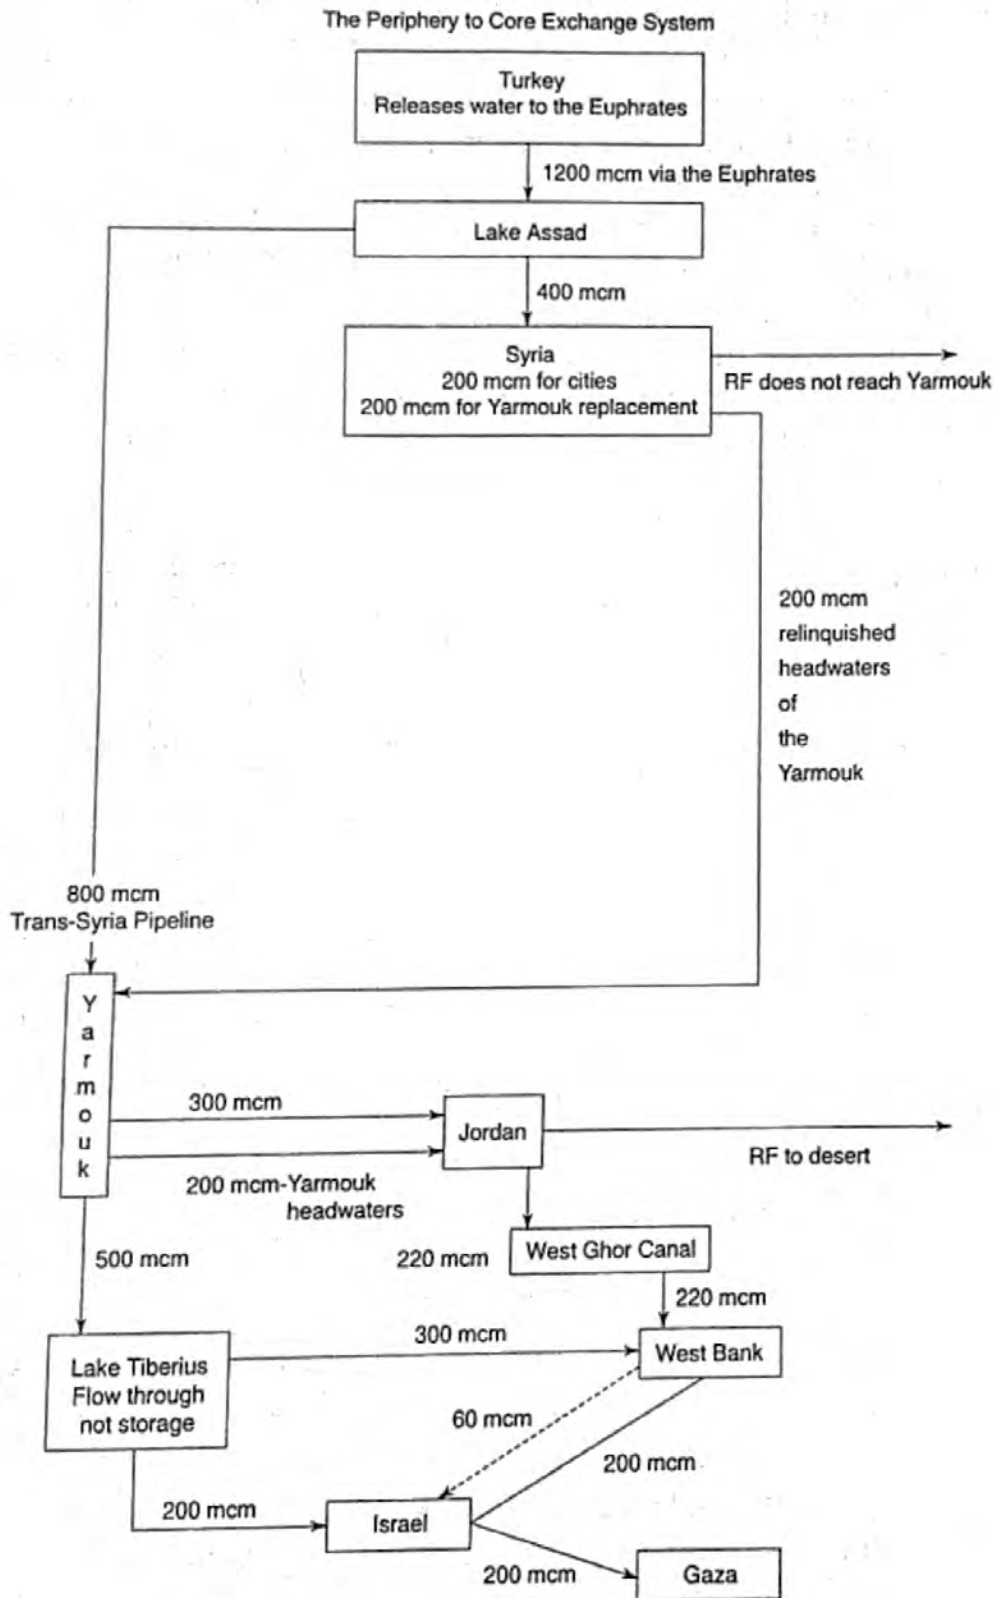 The Periphery to Core Exchange System
Turkey
Releases water to the Euphrates
1200 mcm via the Euphrates
Lake Assad
400 mcm
Syria
200 mcm for cities
200 mcm for Yarmouk replacement
RF does not reach Yarmouk
200 mcm
relinquished
headwaters
of
the
Yarmouk
800 mcm
Trans-Syria Pipeline
Yarmouk
300 mcm
200 mcm-Yarmouk
headwaters
Jordan
RF to desert
500 mcm
220 mcm
West Ghor Canal
220 mcm
Lake Tiberius
Flow through
not storage
300 mcm
West Bank
60 mcm
200 mcm
200 mcm
Israel
200 mcm
Gaza